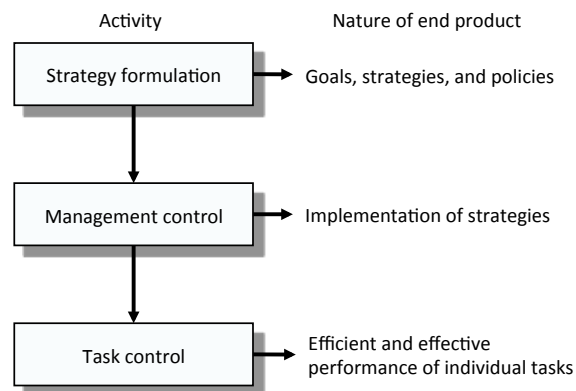 Activity
Nature of end product
Strategy formulation
Goals, strategies, and policies
Management control
Implementation of strategies
Task control
Efficient and effective
performance of individual tasks